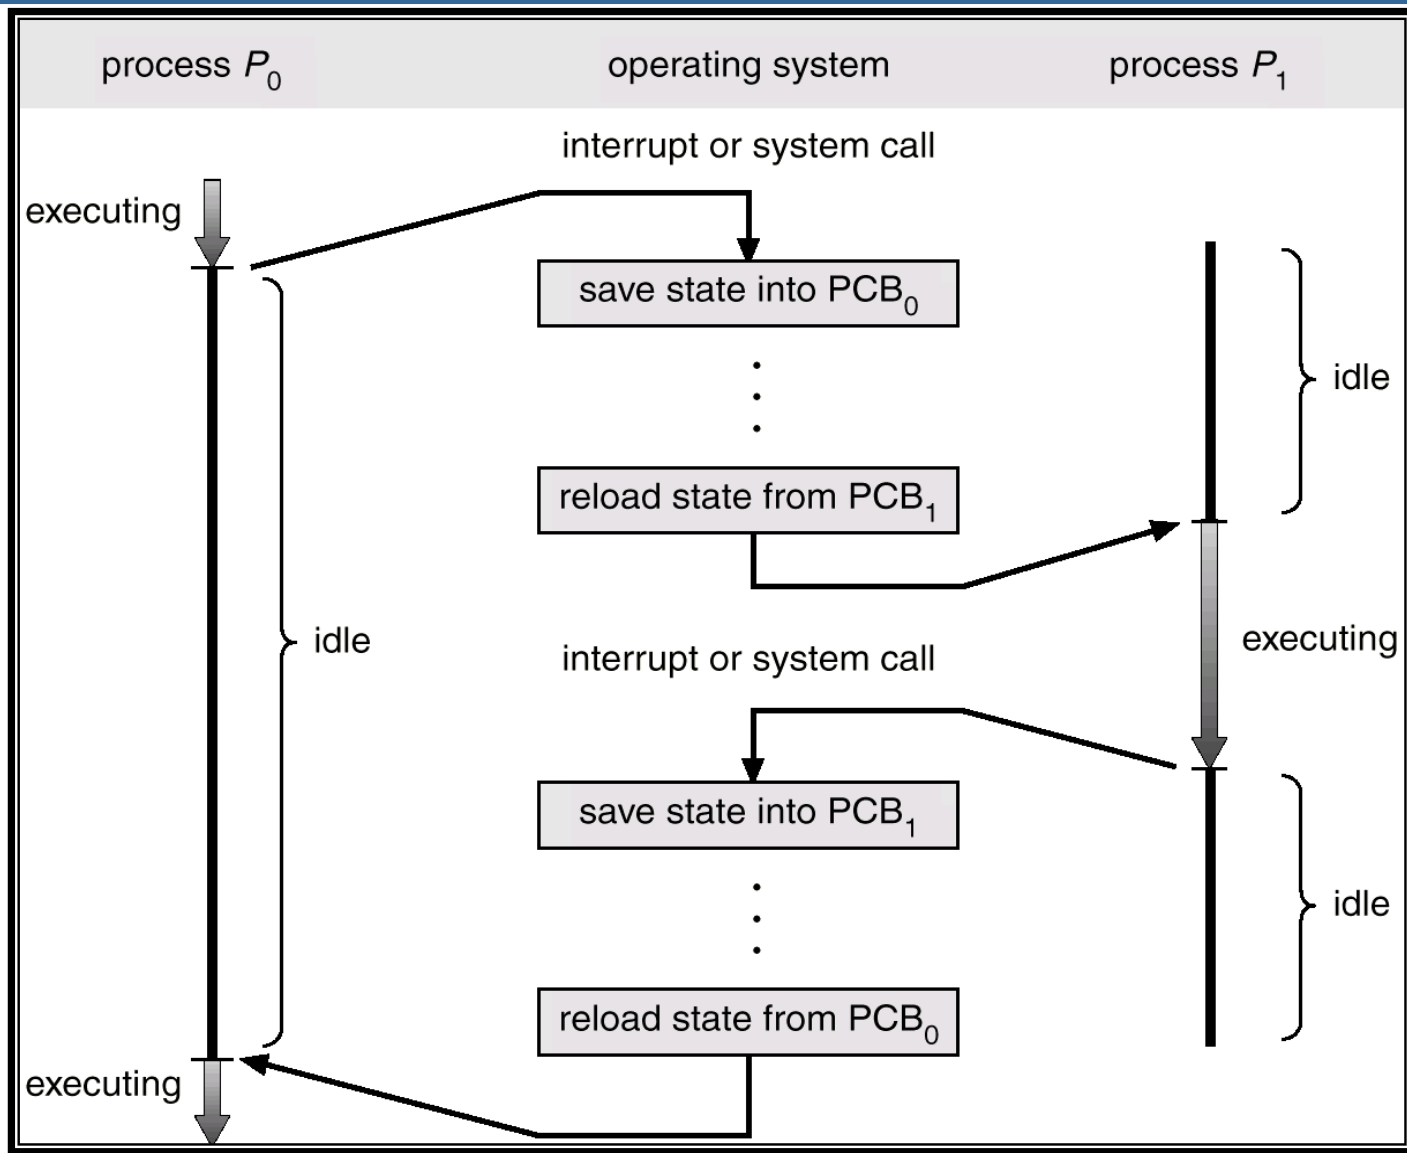 process P0
operating system
process P1
interrupt or system call
executing
save state into PCB0
idle
reload state from PCB1
idle
interrupt or system call
executing
save state into PCB1
idle
reload state from PCB0
executing